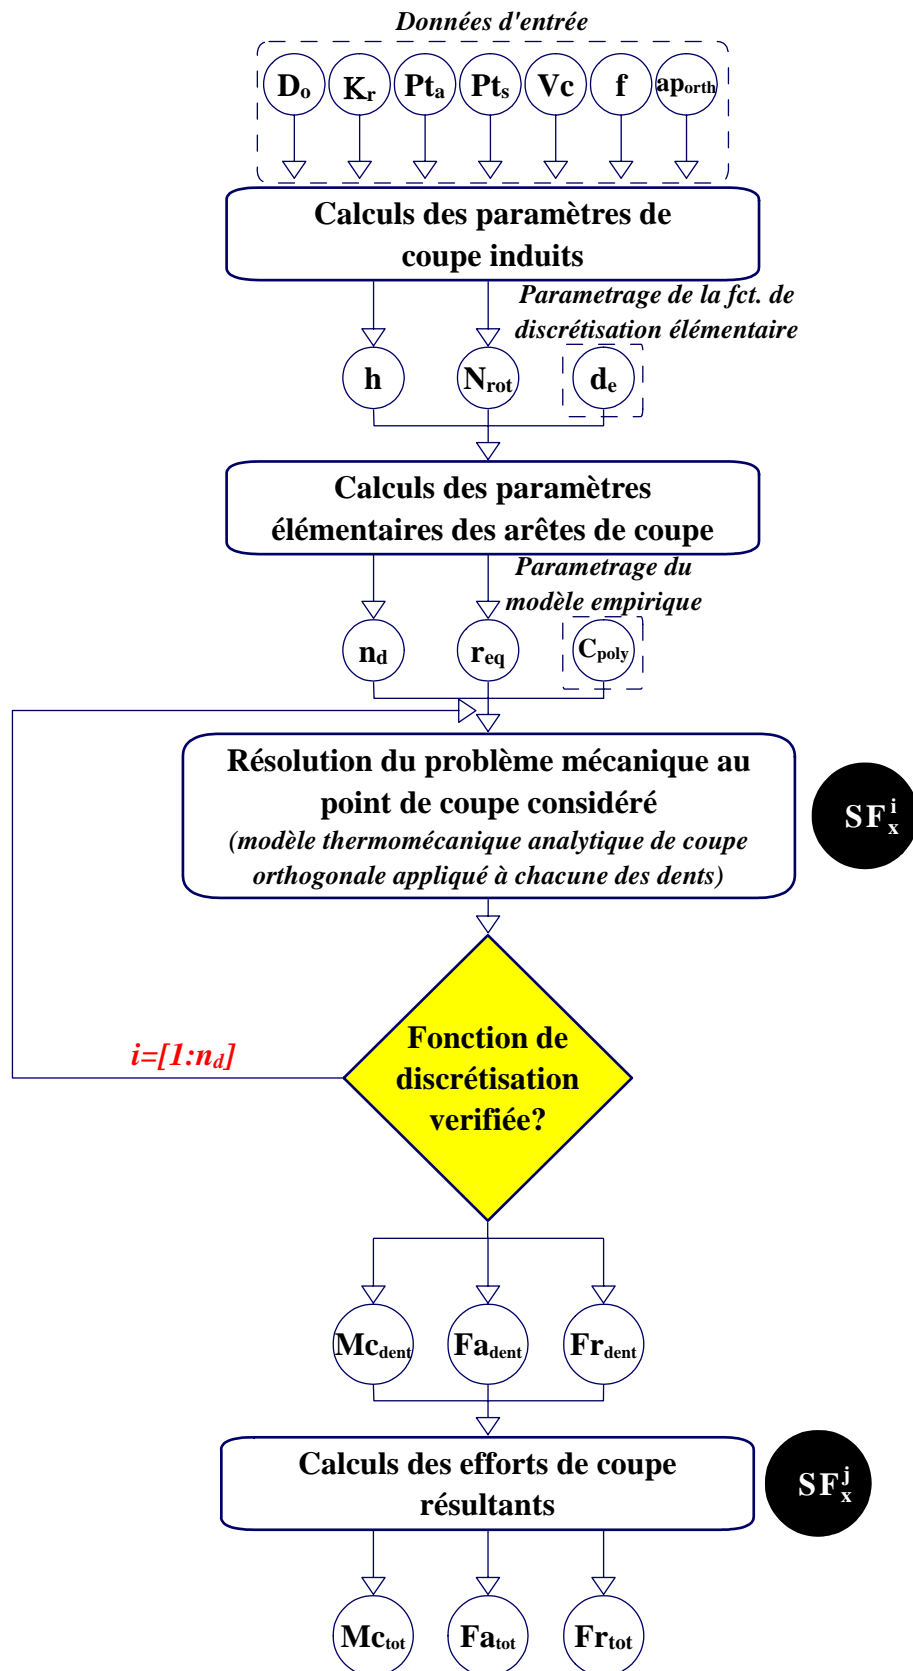 Données d'entrée
Do Kr Pta Pts Vc f aporth
Calculs des paramètres de
coupe induits
Parametrage de la fct. de
discrétisation élémentaire
h Nrot de
Calculs des paramètres
élémentaires des arêtes de coupe
Parametrage du
modèle empirique
nd req Cpoly
Résolution du problème mécanique au
point de coupe considéré
(modèle thermomécanique analytique de coupe
orthogonale appliqué à chacune des dents)
SFxi
Fonction de
discrétisation
verifiée?
i=[1:nd]
Mcdent Fadent Frdent
Calculs des efforts de coupe
résultants
SFxj
Mctot Fatot Frtot